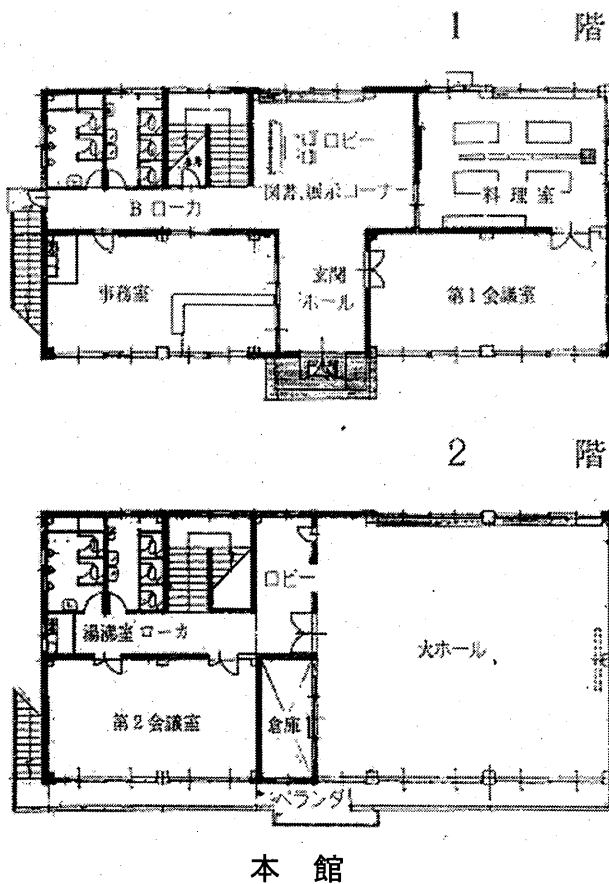 1 階
ロビー
図書、展示コーナー
料理室
B ローカ
事務室
玄関
ホール
第1会議室
2 階
ロビー
湯沸室 ローカ
大ホール
第2会議室
倉庫
ベランダ
本館